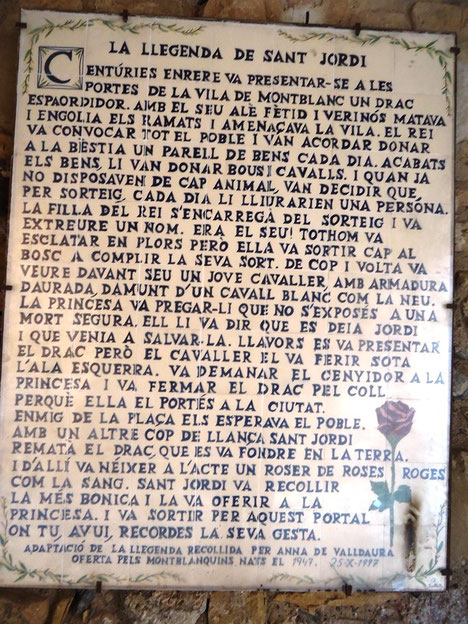 LA LLEGENDA DE SANT JORDI
CENTÚRIES ENRERE VA PRESENTAR-SE A LES
PORTES DE LA VILA DE MONTBLANC UN DRAC
ESPAORDIDOR. AMB EL SEU ALÈ FÈTID I VERINÓS MATAVA
I ENGOLIA ELS RAMATS I AMENAÇAVA LA VILA. EL REI
VA CONVOCAR TOT EL POBLE I VAN ACORDAR DONAR
A LA BÈSTIA UN PARELL DE BENS CADA DIA. ACABATS
ELS BENS, LI VAN DONAR BOUS I CAVALLS. I QUAN JA
NO DISPOSAVEN DE CAP ANIMAL, VAN DECIDIR QUE,
PER SORTEIG, CADA DIA LI LLIURARIEN UNA PERSONA.
LA FILLA DEL REI S'ENCARREGÀ DEL SORTEIG I VA
EXTREURE UN NOM. ERA EL SEU! TOTHOM VA
ESCLATAR EN PLORS PERÒ ELLA VA SORTIR CAP AL
BOSC A COMPLIR LA SEVA SORT. DE COP I VOLTA VA
VEURE DAVANT SEU UN JOVE CAVALLER, AMB ARMADURA
DAURADA, DAMUNT D'UN CAVALL BLANC COM LA NEU.
LA PRINCESA VA PREGAR-LI QUE NO S'EXPOSÉS A UNA
MORT SEGURA. ELL LI VA DIR QUE ES DEIA JORDI
I QUE VENIA A SALVAR-LA. LLAVORS ES VA PRESENTAR
EL DRAC PERÒ EL CAVALLER EL VA FERIR SOTA
L'ALA ESQUERRA. VA DEMANAR EL CENYIDOR A LA
PRINCESA I VA FERMAR EL DRAC PEL COLL
PERQUÈ ELLA EL PORTÉS A LA CIUTAT.
ENMIG DE LA PLAÇA ELS ESPERAVA EL POBLE.
AMB UN ALTRE COP DE LLANÇA SANT JORDI
REMATÀ EL DRAC, QUE ES VA FONDRE EN LA TERRA.
I D'ALLÍ VA NÉIXER A L'ACTE UN ROSER DE ROSES ROGES
COM LA SANG. SANT JORDI VA RECOLLIR
LA MÉS BONICA I LA VA OFERIR A LA
PRINCESA. I VA SORTIR PER AQUEST PORTAL
ON TU, AVUI, RECORDES LA SEVA GESTA.
ADAPTACIÓ DE LA LLEGENDA RECOLLIDA PER ANNA DE VALLDAURA
OFERTA PELS MONTBLANQUINS NATS EL 1947. 25-X-1997